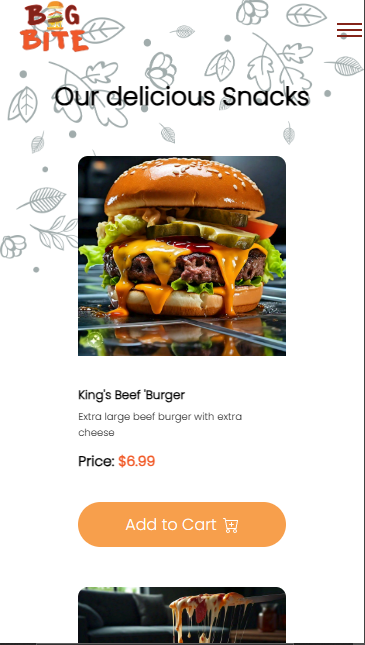 BIG
BITE
Our delicious Snacks
King's Beef 'Burger
Extra large beef burger with extra
cheese
Price: $6.99
Add to Cart